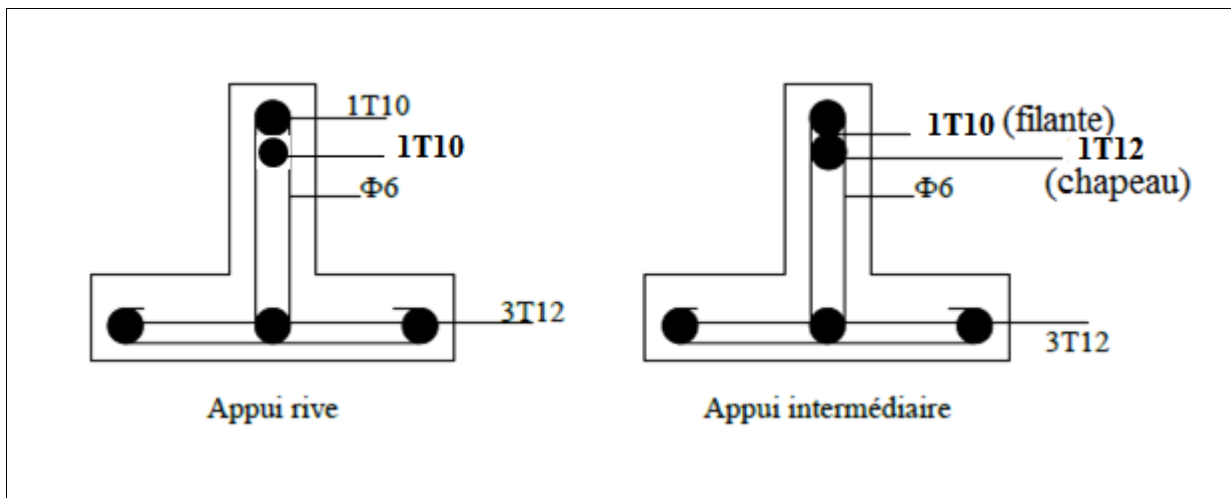 1T10
1T10
Φ6
3T12
Appui rive
1T10 (filante)
1T12
(chapeau)
Φ6
3T12
Appui intermédiaire